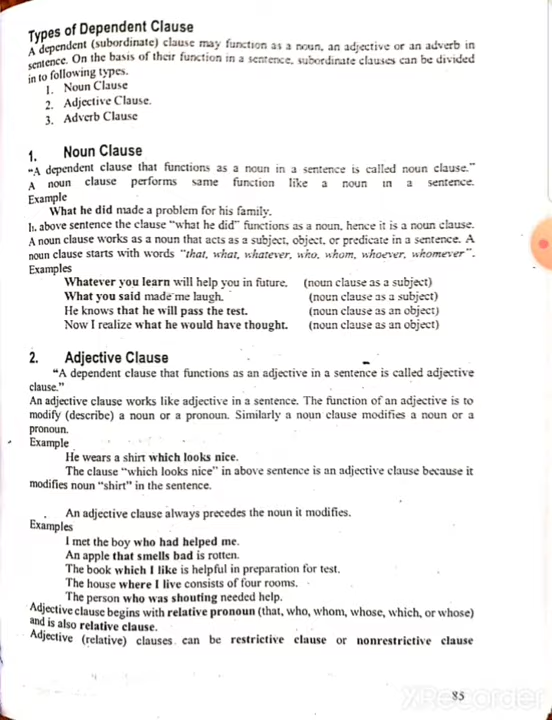 Types of Dependent Clause
A dependent (subordinate) clause may function as a noun, an adjective or an adverb in
sentence. On the basis of their function in a sentence, subordinate clauses can be divided
in to following types.
1. Noun Clause
2. Adjective Clause.
3. Adverb Clause
1. Noun Clause
"A dependent clause that functions as a noun in a sentence is called noun clause."
A noun clause performs same function like a noun in a sentence.
Example
What he did made a problem for his family.
In above sentence the clause "what he did" functions as a noun, hence it is a noun clause.
A noun clause works as a noun that acts as a subject, object, or predicate in a sentence. A
noun clause starts with words "that, what, whatever, who, whom, whoever, whomever".
Examples
Whatever you learn will help you in future. (noun clause as a subject)
What you said made me laugh. (noun clause as a subject)
He knows that he will pass the test. (noun clause as an object)
Now I realize what he would have thought. (noun clause as an object)
2. Adjective Clause
"A dependent clause that functions as an adjective in a sentence is called adjective
clause."
An adjective clause works like adjective in a sentence. The function of an adjective is to
modify (describe) a noun or a pronoun. Similarly a noun clause modifies a noun or a
pronoun.
Example
He wears a shirt which looks nice.
The clause "which looks nice" in above sentence is an adjective clause because it
modifies noun "shirt" in the sentence.
An adjective clause always precedes the noun it modifies.
Examples
I met the boy who had helped me.
An apple that smells bad is rotten.
The book which I like is helpful in preparation for test.
The house where I live consists of four rooms.
The person who was shouting needed help.
Adjective clause begins with relative pronoun (that, who, whom, whose, which, or whose)
and is also relative clause.
Adjective (relative) clauses can be restrictive clause or nonrestrictive clause
85
XRecorder